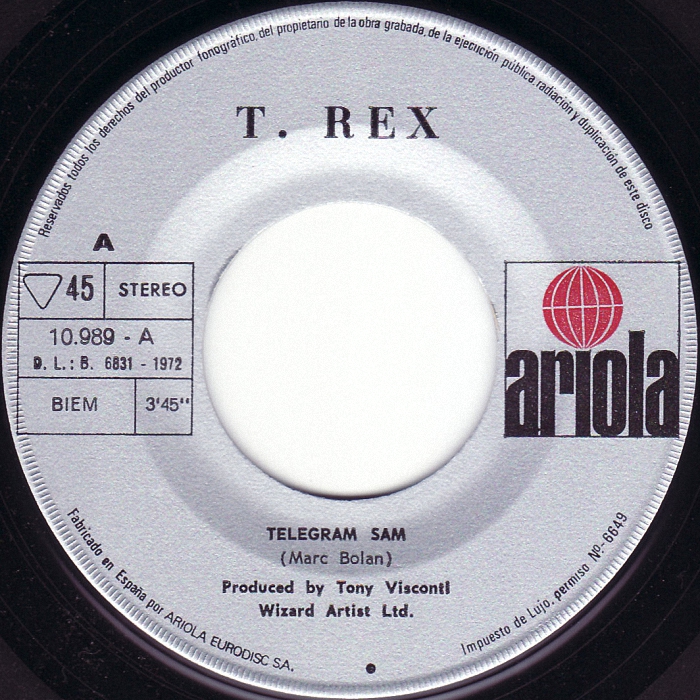 Reservados todos los derechos del productor fonográfico, del propietario de la obra grabada, de la ejecución pública, radiación y duplicación de este disco
T. REX
A
45 STEREO
10.989 - A
D. L.: B. 6831 - 1972
BIEM 3'45"
ariola
TELEGRAM SAM
(Marc Bolan)
Produced by Tony Visconti
Wizard Artist Ltd.
Fabricado en España por ARIOLA EURODISC S.A.
Impuesto de Lujo, permiso Nº. 6649